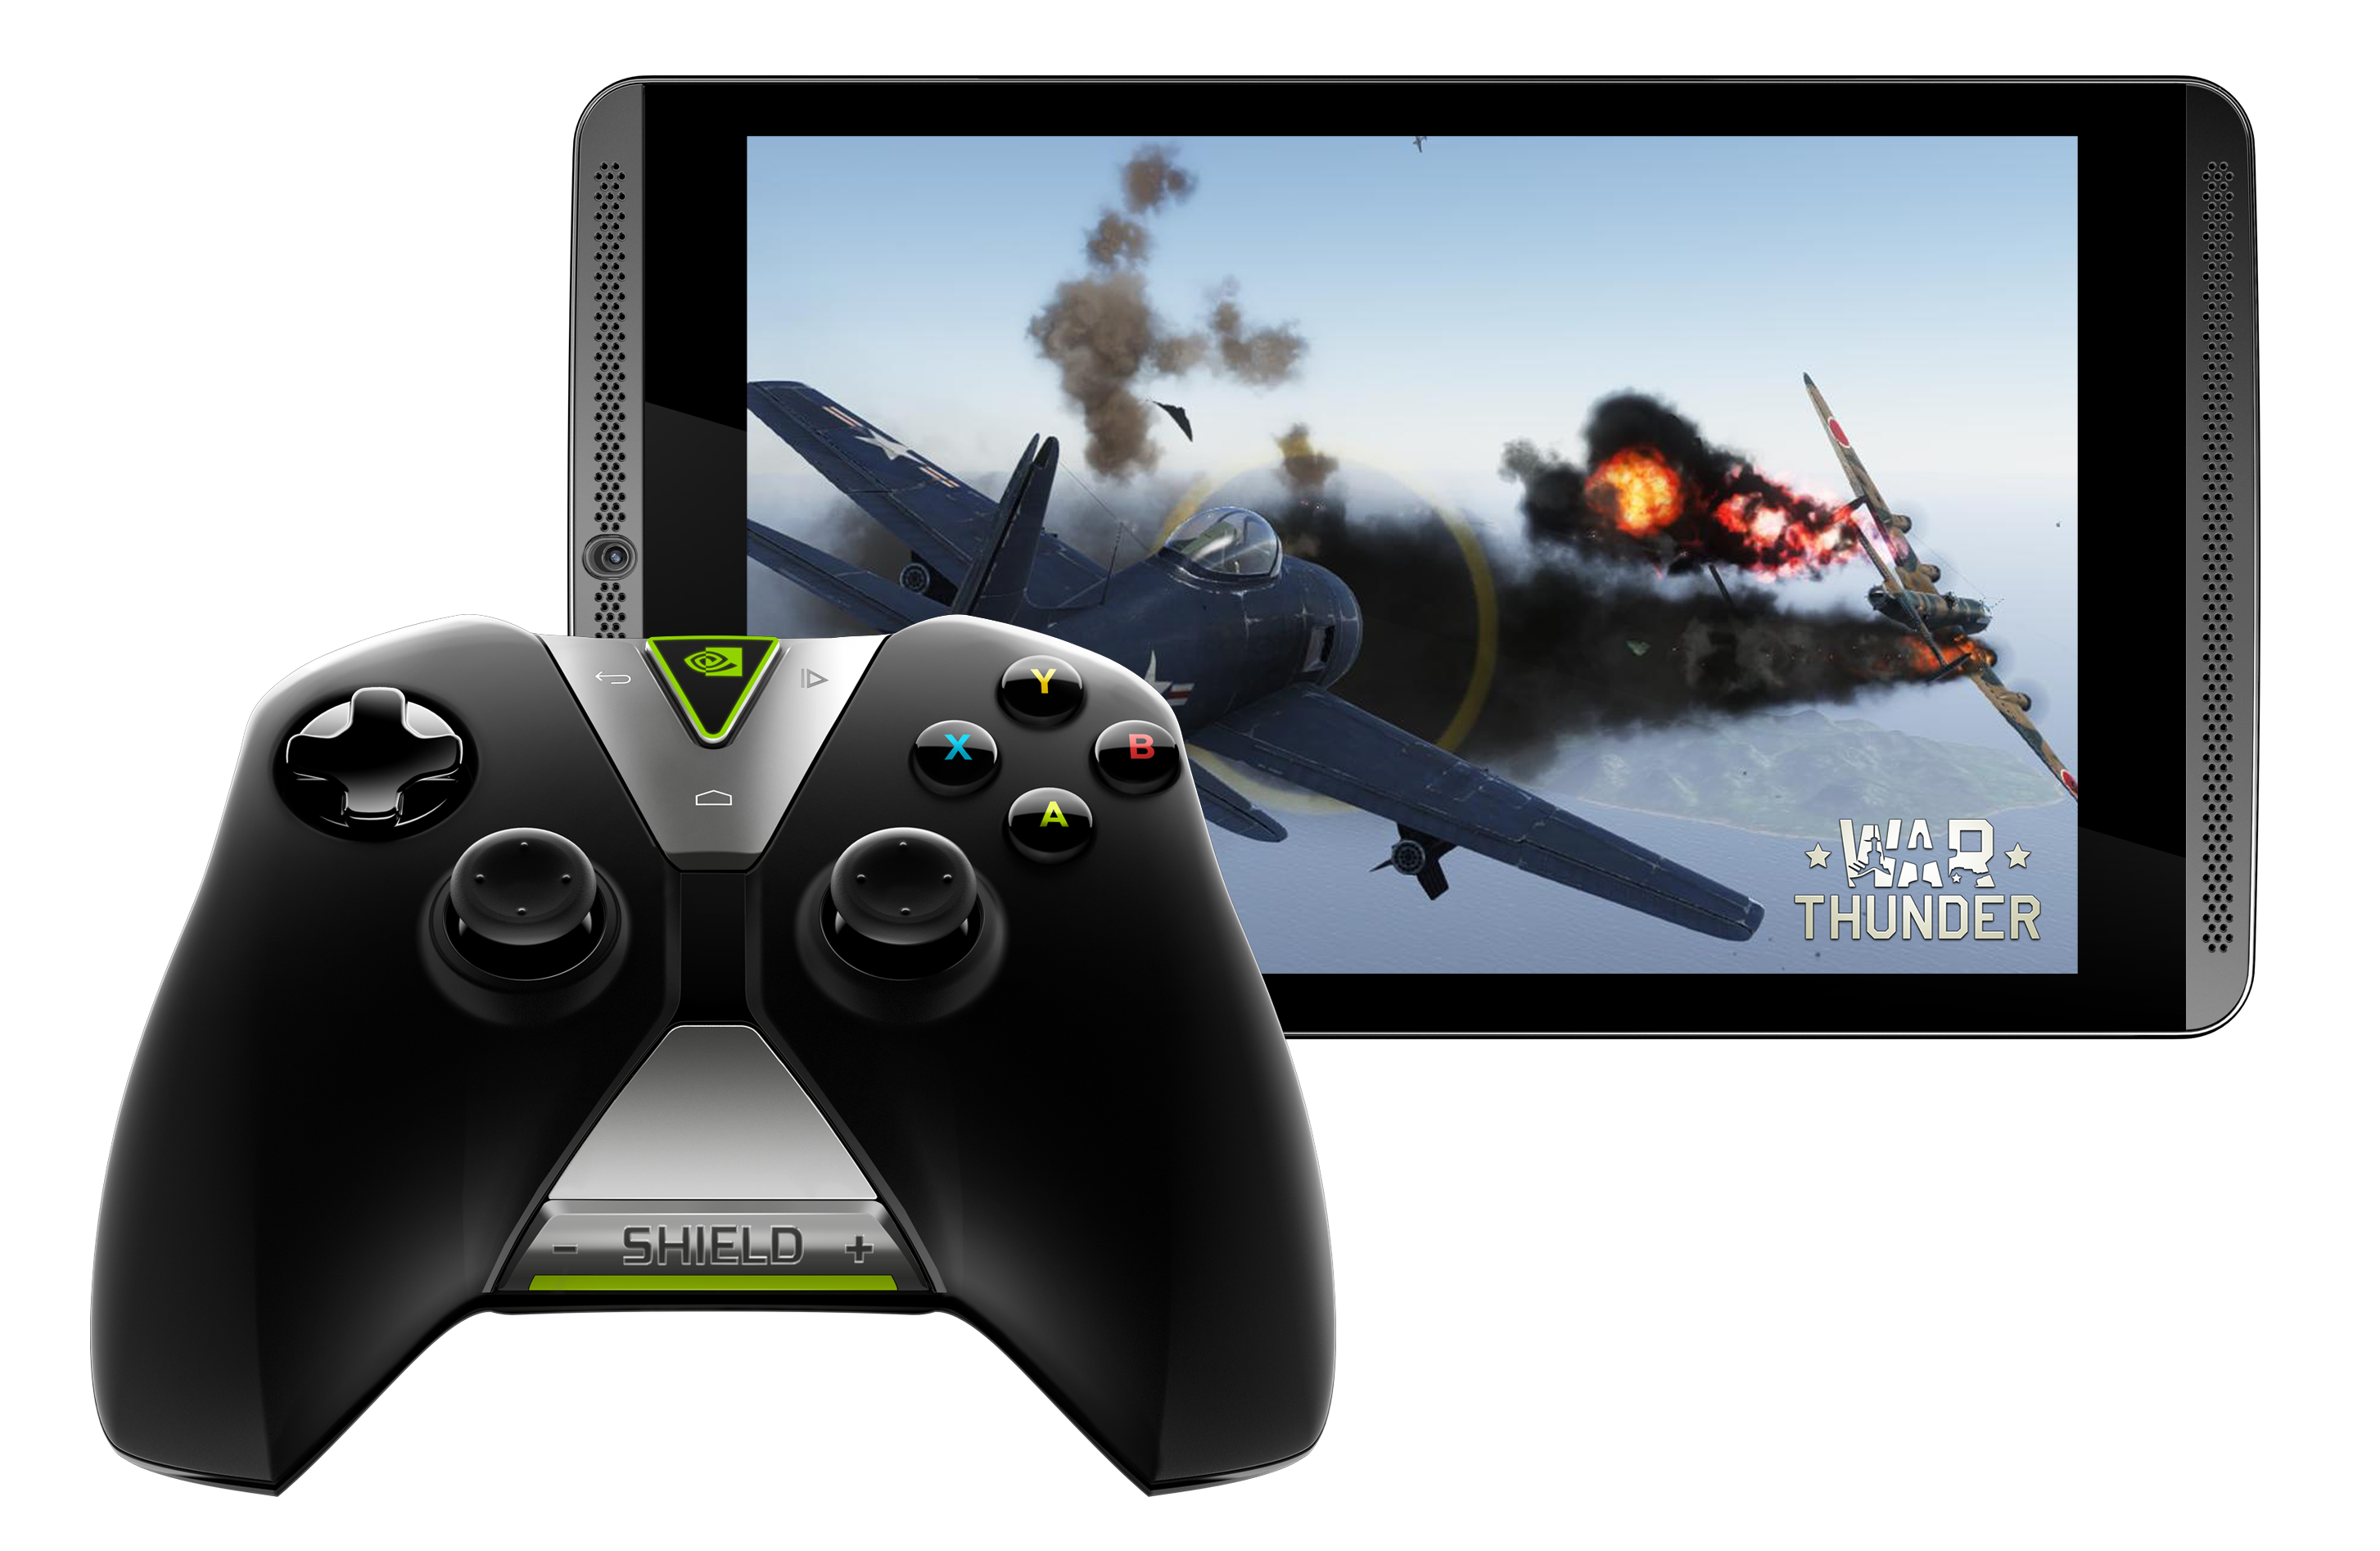 Y
X
B
A
WAR
THUNDER
- SHIELD +